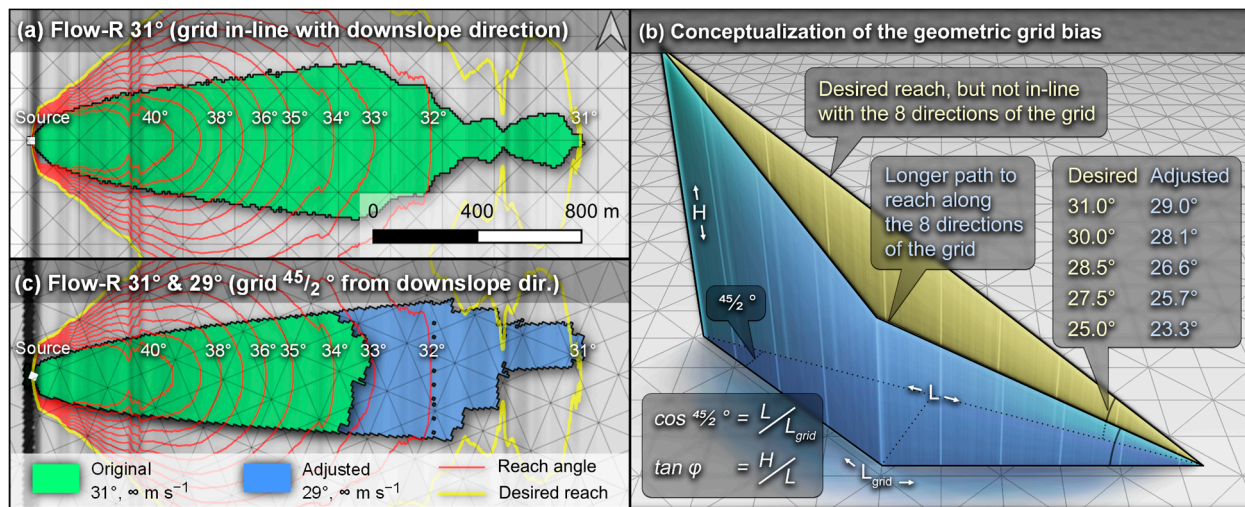 (a) Flow-R 31° (grid in-line with downslope direction)
Source
40°
38°
36°
35°
34°
33°
32°
31°
0
400
800 m
(c) Flow-R 31° & 29° (grid 45/2 ° from downslope dir.)
Source
40°
38°
36°
35°
34°
33°
32°
31°
Original
31°, ∞ m s⁻¹
Adjusted
29°, ∞ m s⁻¹
Reach angle
Desired reach
(b) Conceptualization of the geometric grid bias
Desired reach, but not in-line
with the 8 directions of the grid
Longer path to
reach along
the 8 directions
of the grid
Desired Adjusted
31.0° 29.0°
30.0° 28.1°
28.5° 26.6°
27.5° 25.7°
25.0° 23.3°
H
45/2 °
L
L_grid
cos 45/2 ° = L/L_grid
tan φ = H/L